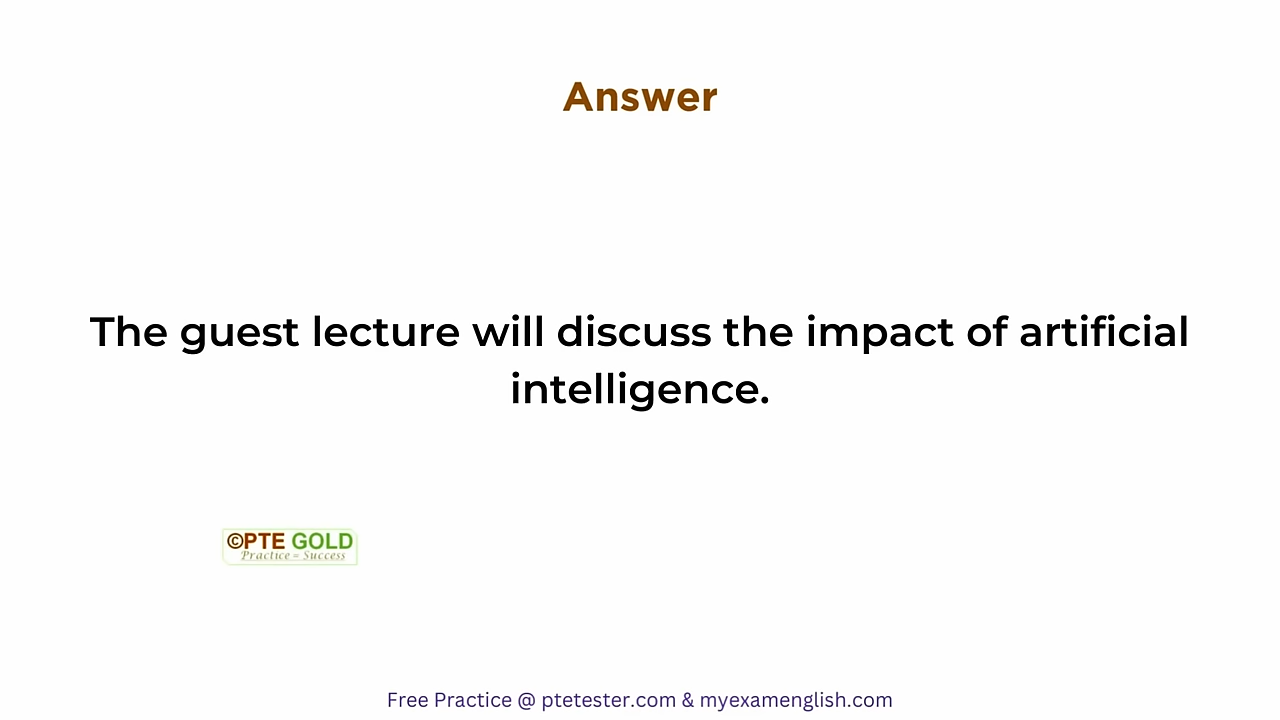 Answer
The guest lecture will discuss the impact of artificial
intelligence.
©PTE GOLD
Practice = Success
Free Practice @ ptetester.com & myexamenglish.com